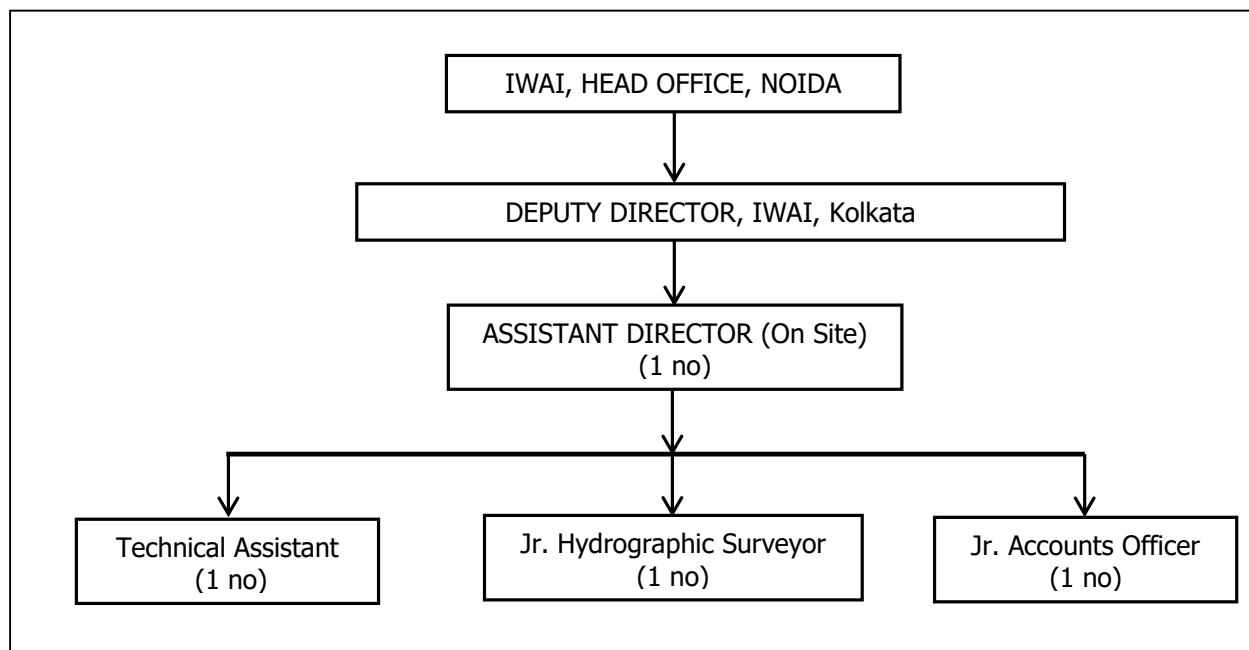 IWAI, HEAD OFFICE, NOIDA
DEPUTY DIRECTOR, IWAI, Kolkata
ASSISTANT DIRECTOR (On Site)
(1 no)
Technical Assistant
(1 no)
Jr. Hydrographic Surveyor
(1 no)
Jr. Accounts Officer
(1 no)